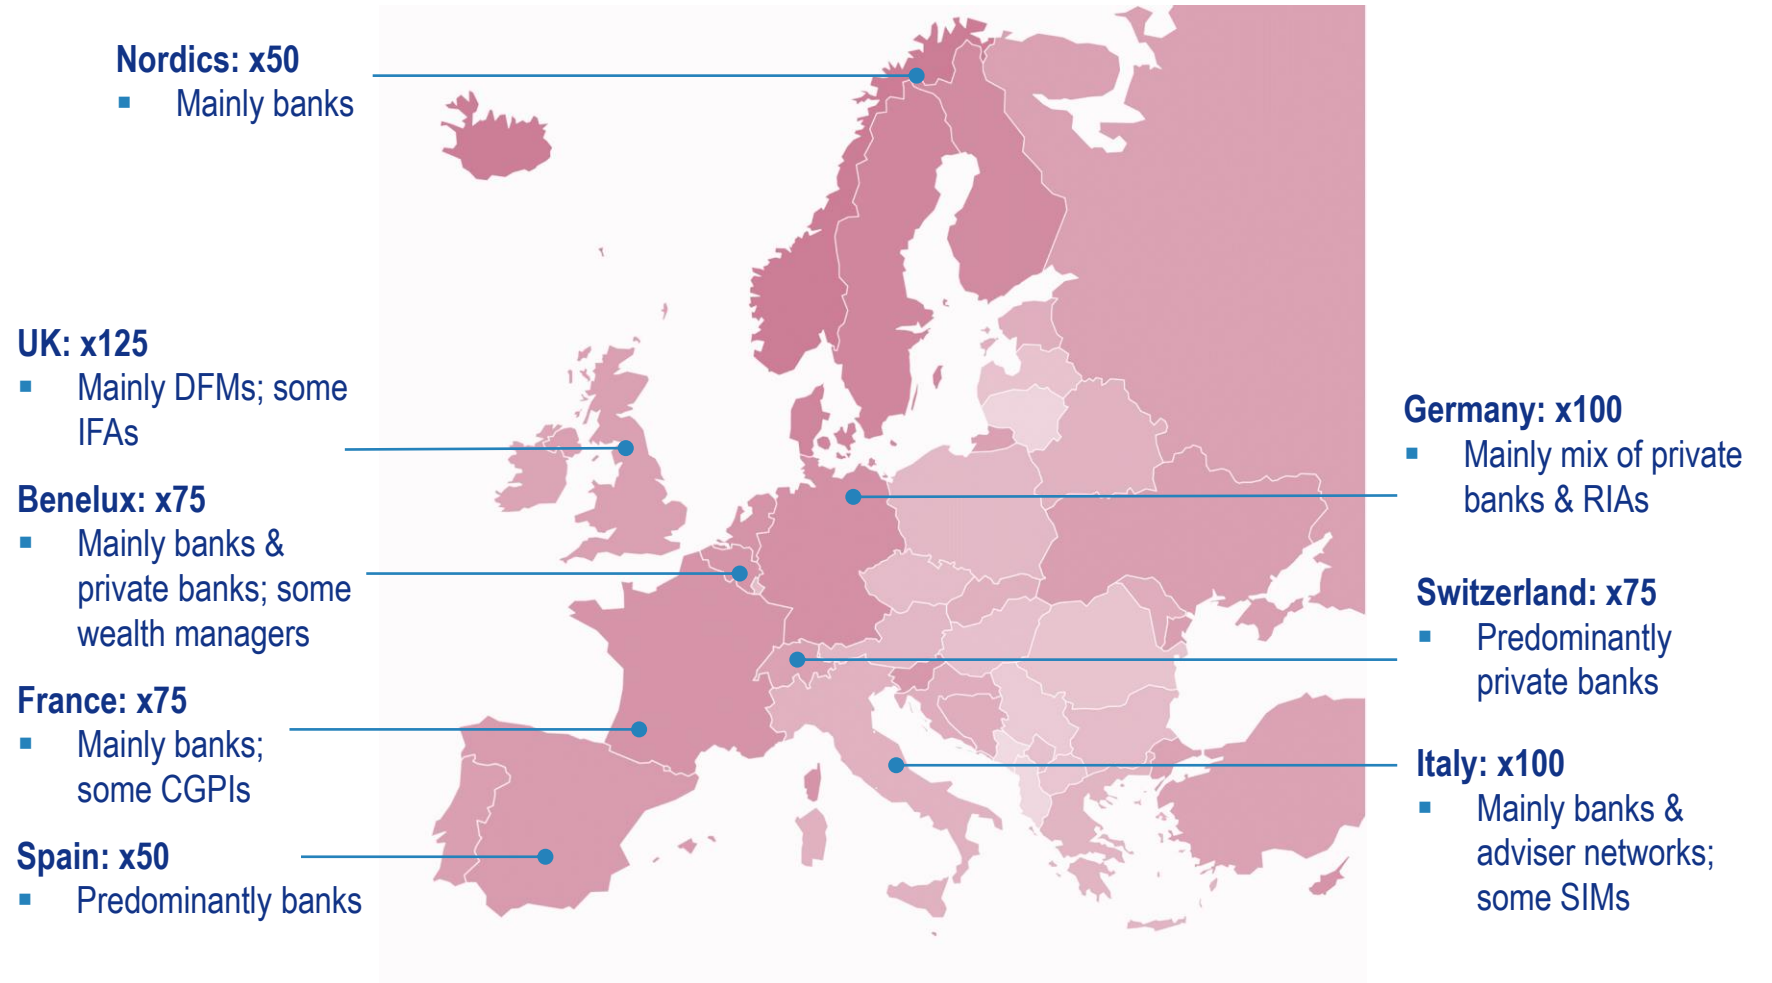 Nordics: x50
▪ Mainly banks
UK: x125
▪ Mainly DFMs; some
IFAs
Benelux: x75
▪ Mainly banks &
private banks; some
wealth managers
France: x75
▪ Mainly banks;
some CGPIs
Spain: x50
▪ Predominantly banks
Germany: x100
▪ Mainly mix of private
banks & RIAs
Switzerland: x75
▪ Predominantly
private banks
Italy: x100
▪ Mainly banks &
adviser networks;
some SIMs